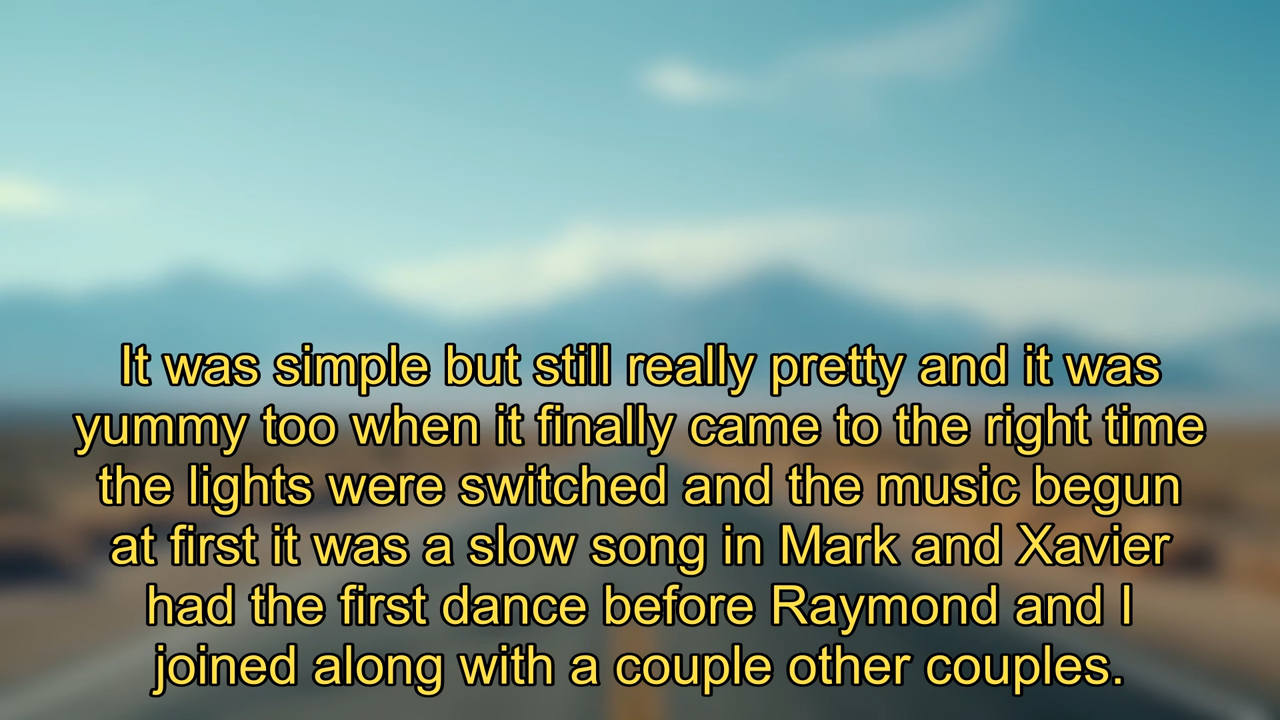 It was simple but still really pretty and it was
yummy too when it finally came to the right time
the lights were switched and the music begun
at first it was a slow song in Mark and Xavier
had the first dance before Raymond and I
joined along with a couple other couples.